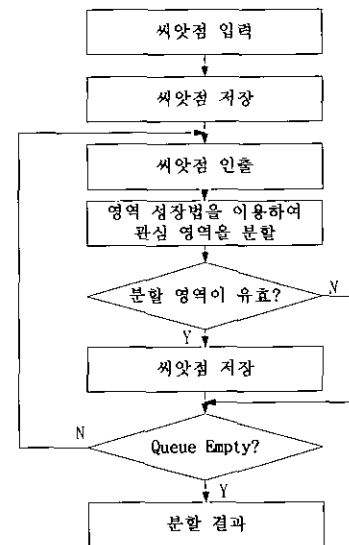 씨앗점 입력
씨앗점 저장
씨앗점 인출
영역 성장법을 이용하여
관심 영역을 분할
분할 영역이 유효?
N
Y
씨앗점 저장
N
Queue Empty?
Y
분할 결과